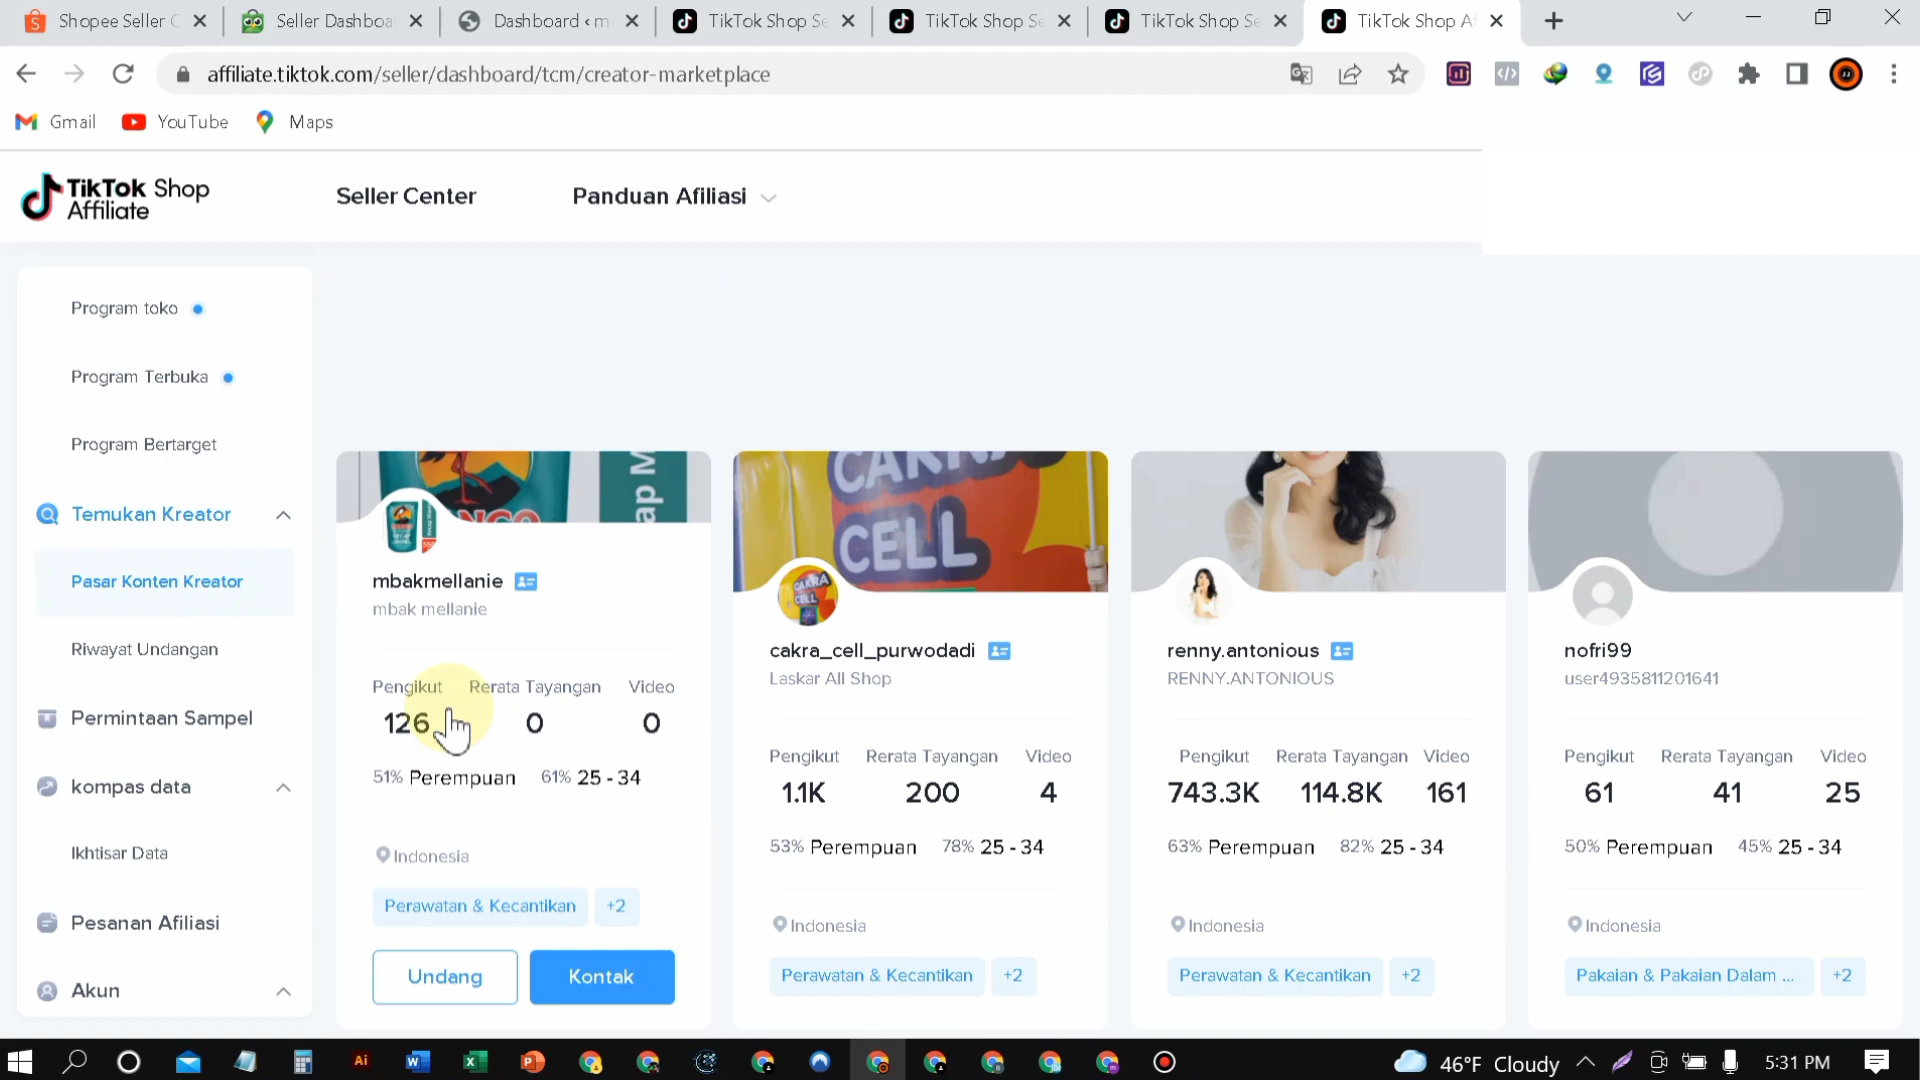 Shopee Seller C
Seller Dashboa
Dashboard ‹ m
TikTok Shop Se
TikTok Shop Se
TikTok Shop Se
TikTok Shop Af
affiliate.tiktok.com/seller/dashboard/tcm/creator-marketplace
Gmail
YouTube
Maps
TikTok Shop
Affiliate
Seller Center
Panduan Afiliasi
Program toko
Program Terbuka
Program Bertarget
Temukan Kreator
Pasar Konten Kreator
Riwayat Undangan
Permintaan Sampel
kompas data
Ikhtisar Data
Pesanan Afiliasi
Akun
mbakmellanie
mbak mellanie
Pengikut Rerata Tayangan Video
126 0 0
51% Perempuan 61% 25 - 34
Indonesia
Perawatan & Kecantikan +2
Undang
Kontak
CAKRA
CELL
CAKRA
CELL
cakra_cell_purwodadi
Laskar All Shop
Pengikut Rerata Tayangan Video
1.1K 200 4
53% Perempuan 78% 25 - 34
Indonesia
Perawatan & Kecantikan +2
renny.antonious
RENNY.ANTONIOUS
Pengikut Rerata Tayangan Video
743.3K 114.8K 161
63% Perempuan 82% 25 - 34
Indonesia
Perawatan & Kecantikan +2
nofri99
user4935811201641
Pengikut Rerata Tayangan Video
61 41 25
50% Perempuan 45% 25 - 34
Indonesia
Pakaian & Pakaian Dalam ... +2
46°F Cloudy
5:31 PM